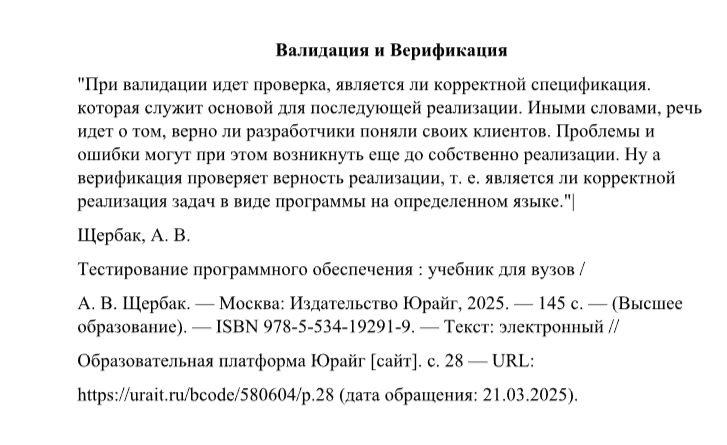 Валидация и Верификация
"При валидации идет проверка, является ли корректной спецификация.
которая служит основой для последующей реализации. Иными словами, речь
идет о том, верно ли разработчики поняли своих клиентов. Проблемы и
ошибки могут при этом возникнуть еще до собственно реализации. Ну а
верификация проверяет верность реализации, т. е. является ли корректной
реализация задач в виде программы на определенном языке."
Щербак, А. В.
Тестирование программного обеспечения : учебник для вузов /
А. В. Щербак. — Москва: Издательство Юрайг, 2025. — 145 с. — (Высшее
образование). — ISBN 978-5-534-19291-9. — Текст: электронный //
Образовательная платформа Юрайг [сайт]. с. 28 — URL:
https://urait.ru/bcode/580604/p.28 (дата обращения: 21.03.2025).